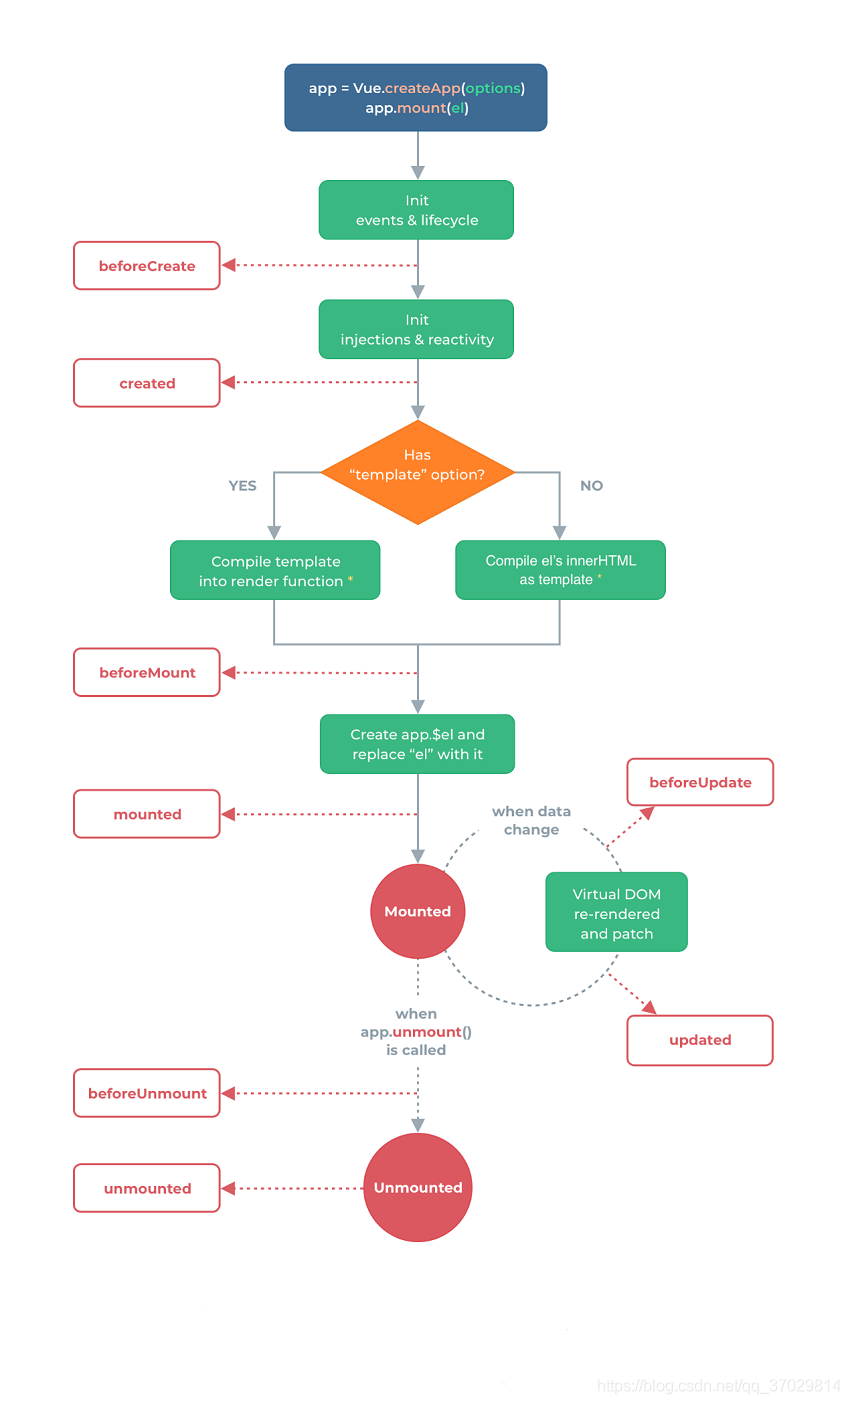 app = Vue.createApp(options)
app.mount(el)
Init
events & lifecycle
beforeCreate
Init
injections & reactivity
created
Has
“template” option?
YES
NO
Compile template
into render function *
Compile el’s innerHTML
as template *
beforeMount
Create app.$el and
replace “el” with it
beforeUpdate
mounted
when data
change
Virtual DOM
re-rendered
and patch
Mounted
when
app.unmount()
is called
updated
beforeUnmount
unmounted
Unmounted
https://blog.csdn.net/qq_37029814